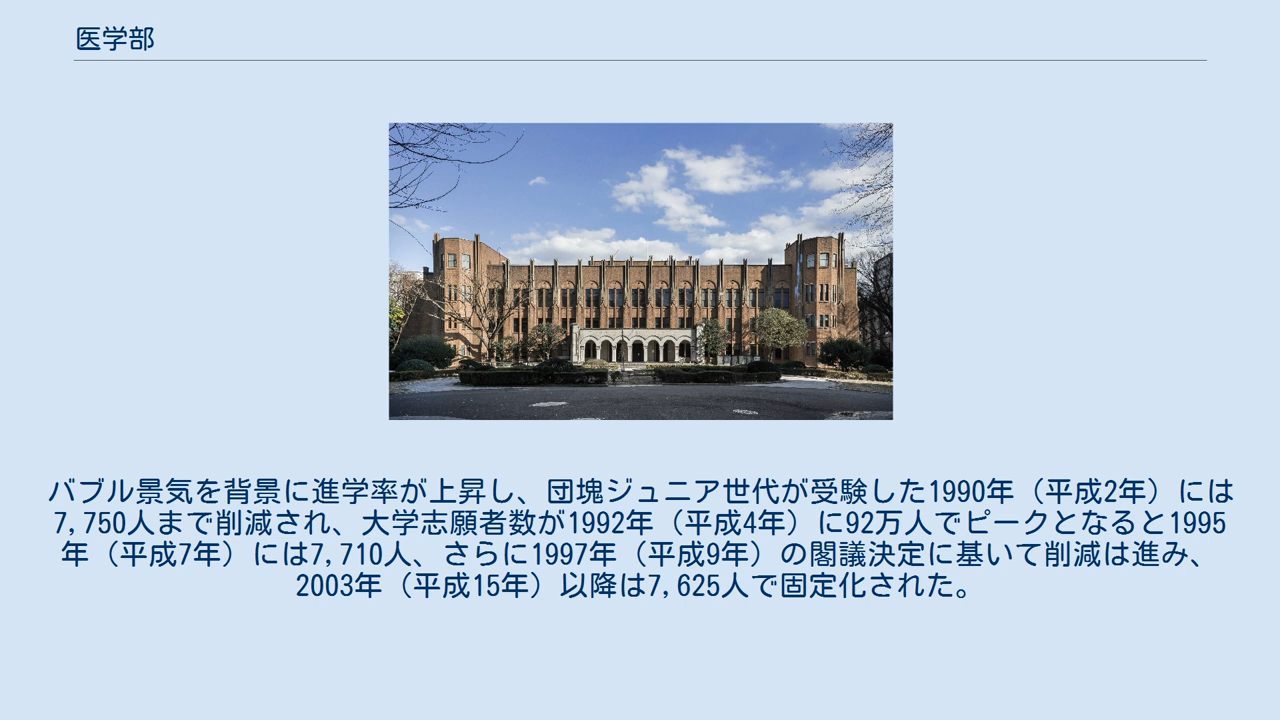 医学部
バブル景気を背景に進学率が上昇し、団塊ジュニア世代が受験した1990年（平成2年）には
7,750人まで削減され、大学志願者数が1992年（平成4年）に92万人でピークとなると1995
年（平成7年）には7,710人、さらに1997年（平成9年）の閣議決定に基いて削減は進み、
2003年（平成15年）以降は7,625人で固定化された。